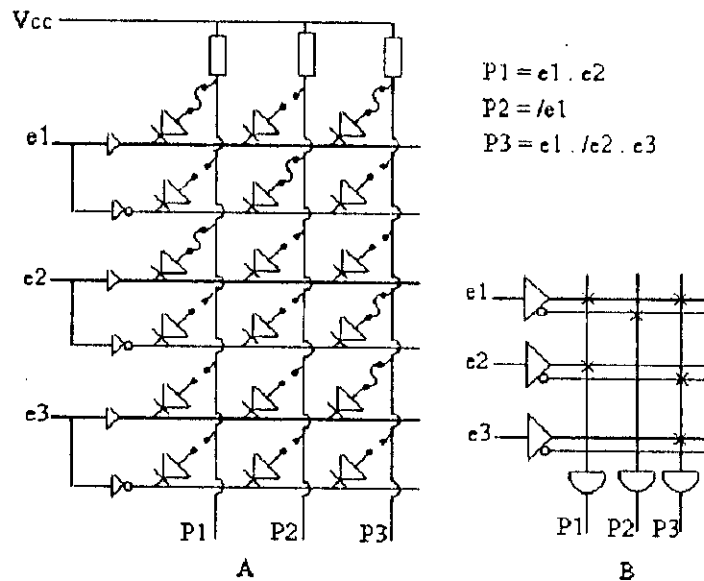 Vcc
e1
e2
e3
P1 P2 P3
A
P1 = e1 . e2
P2 = /e1
P3 = e1 ./e2 . e3
e1
e2
e3
P1 P2 P3
B